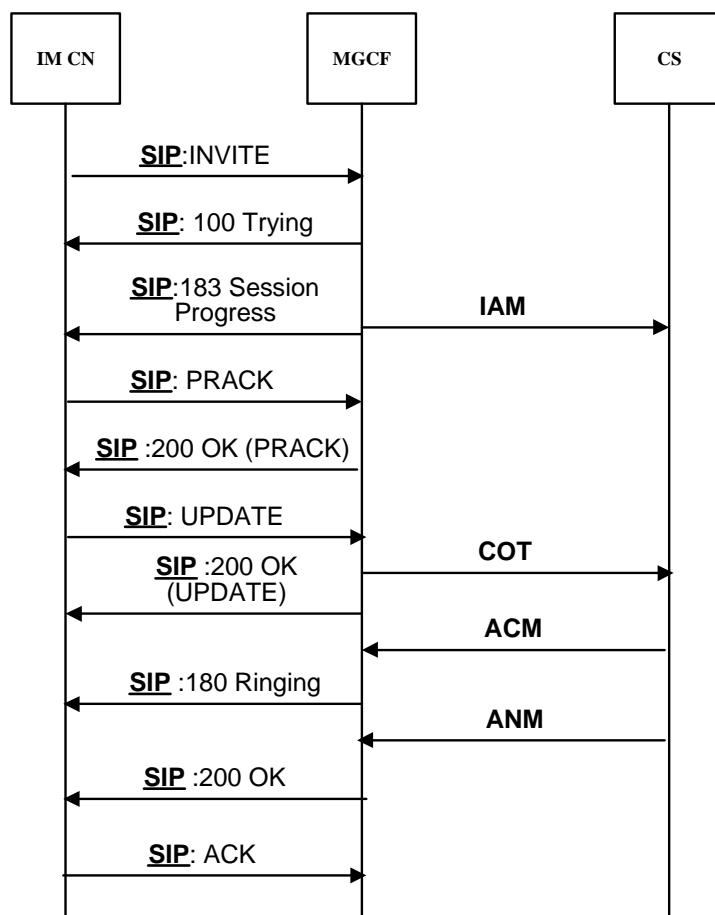 IM CN
MGCF
CS
SIP:INVITE
SIP: 100 Trying
SIP:183 Session
Progress
IAM
SIP: PRACK
SIP :200 OK (PRACK)
SIP: UPDATE
COT
SIP :200 OK
(UPDATE)
ACM
SIP :180 Ringing
ANM
SIP :200 OK
SIP: ACK